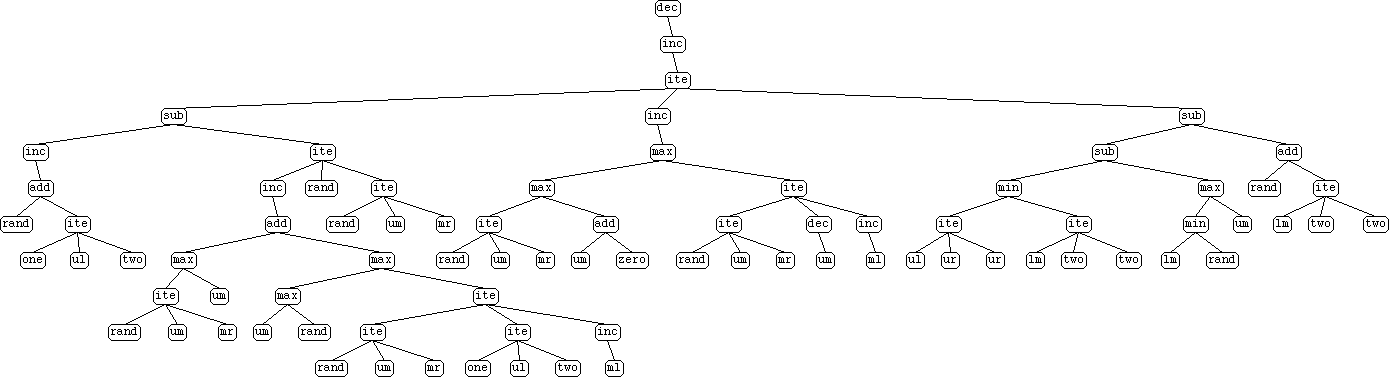 dec
inc
ite
sub inc sub
inc ite max sub add
add inc rand ite max ite min max rand ite
rand ite add rand um mr ite add ite dec inc ite ite min um lm two two
one ul two max max rand um mr um zero rand um mr um ml ul ur ur lm two two lm rand
ite um max ite
rand um mr um rand ite ite inc
rand um mr one ul two ml